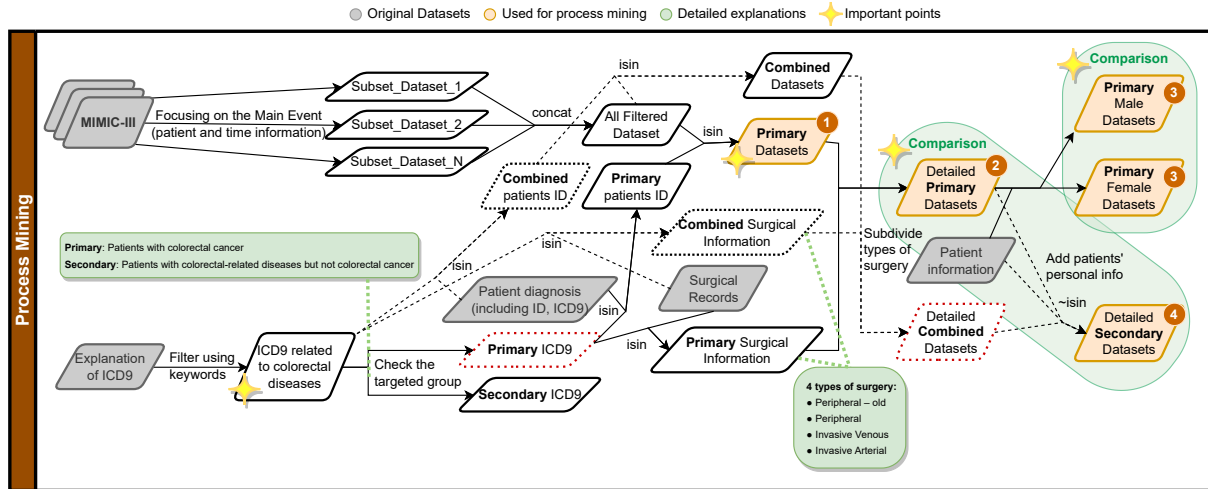 Original Datasets
Used for process mining
Detailed explanations
Important points
Process Mining
MIMIC-III
Focusing on the Main Event
(patient and time information)
Subset_Dataset_1
Subset_Dataset_2
Subset_Dataset_N
concat
isin
All Filtered
Dataset
Combined
Datasets
isin
Primary
Datasets
1
Combined
patients ID
Primary
patients ID
Comparison
Detailed
Primary
Datasets
2
Comparison
Primary
Male
Datasets
3
Primary
Female
Datasets
3
Primary: Patients with colorectal cancer
Secondary: Patients with colorectal-related diseases but not colorectal cancer
isin
isin
Combined Surgical
Information
Subdivide
types of
surgery
Patient
information
Add patients'
personal info
~isin
Patient diagnosis
(including ID, ICD9)
isin
Surgical
Records
Detailed
Combined
Datasets
Detailed
Secondary
Datasets
4
Explanation
of ICD9
Filter using
keywords
ICD9 related
to colorectal
diseases
Check the
targeted group
Primary ICD9
Secondary ICD9
isin
Primary Surgical
Information
4 types of surgery:
● Peripheral – old
● Peripheral
● Invasive Venous
● Invasive Arterial